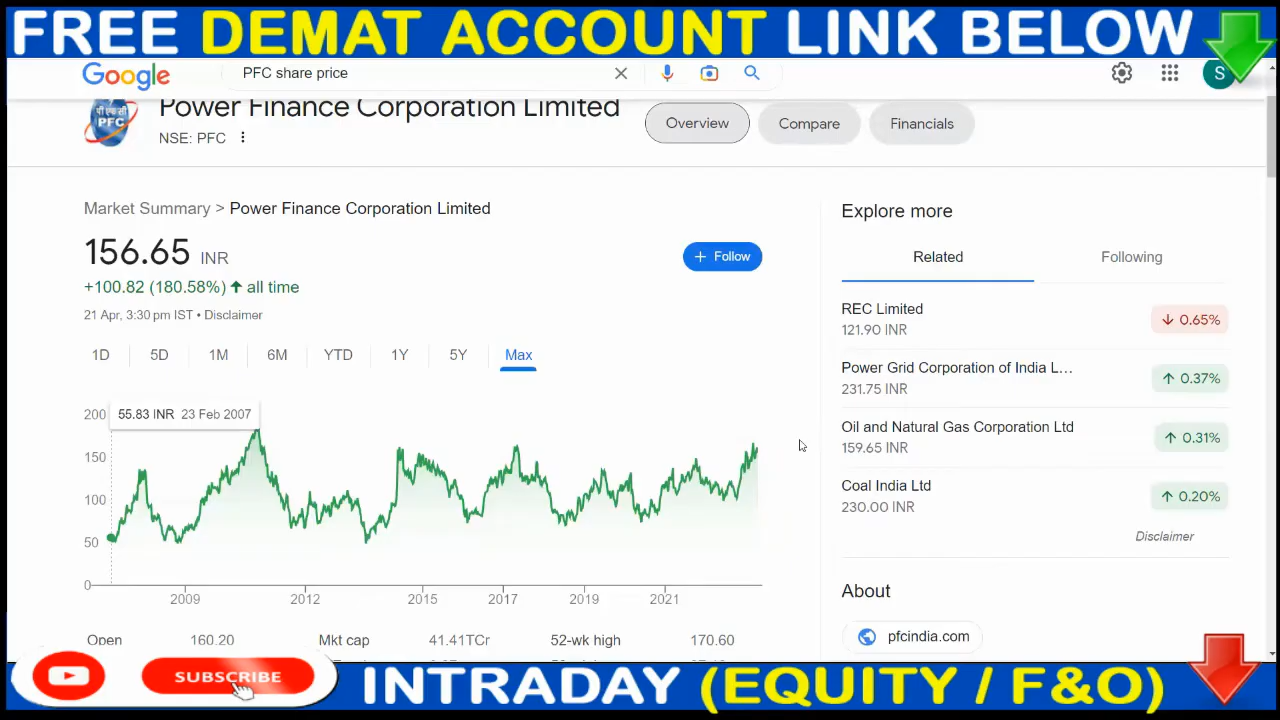 FREE DEMAT ACCOUNT LINK BELOW
Google
PFC share price
S
पी एफ सी
PFC
Power Finance Corporation Limited
NSE: PFC
Overview
Compare
Financials
Market Summary > Power Finance Corporation Limited
156.65 INR
+ Follow
+100.82 (180.58%) ↑ all time
21 Apr, 3:30 pm IST • Disclaimer
1D 5D 1M 6M YTD 1Y 5Y Max
55.83 INR 23 Feb 2007
200
150
100
50
0
2009 2012 2015 2017 2019 2021
Open 160.20 Mkt cap 41.41TCr 52-wk high 170.60
Explore more
Related Following
REC Limited
121.90 INR
↓ 0.65%
Power Grid Corporation of India L...
231.75 INR
↑ 0.37%
Oil and Natural Gas Corporation Ltd
159.65 INR
↑ 0.31%
Coal India Ltd
230.00 INR
↑ 0.20%
Disclaimer
About
pfcindia.com
SUBSCRIBE
INTRADAY (EQUITY / F&O)